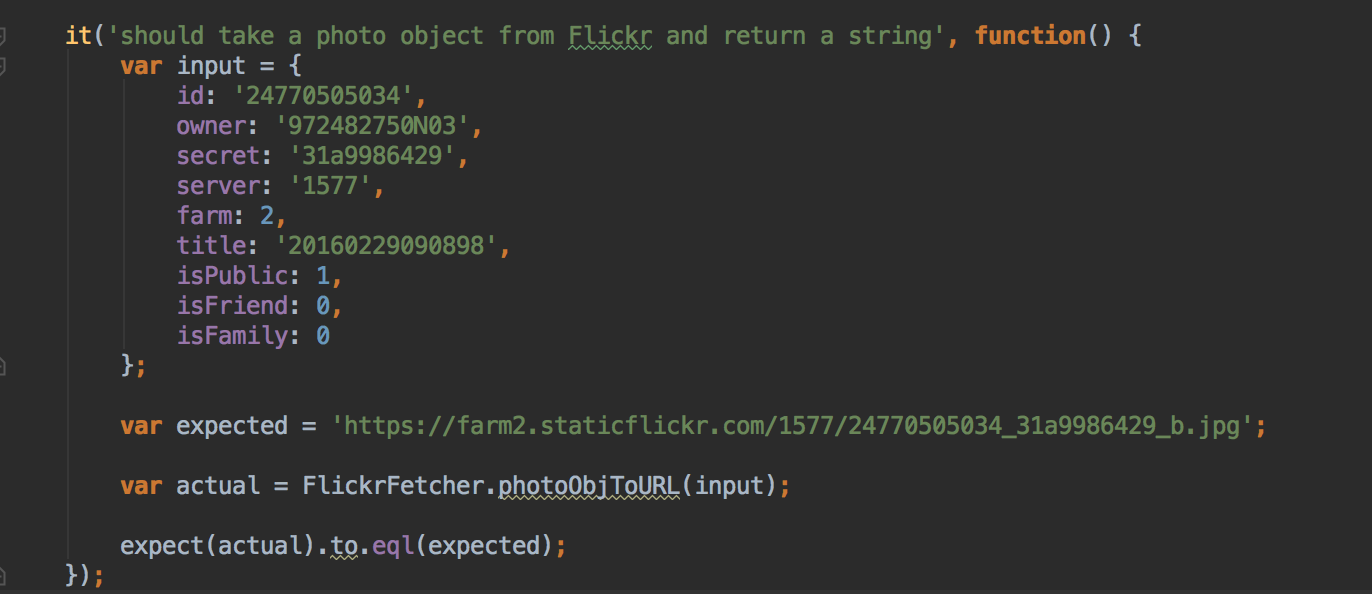 it('should take a photo object from Flickr and return a string', function() {
var input = {
id: '24770505034',
owner: '972482750N03',
secret: '31a9986429',
server: '1577',
farm: 2,
title: '20160229090898',
isPublic: 1,
isFriend: 0,
isFamily: 0
};
var expected = 'https://farm2.staticflickr.com/1577/24770505034_31a9986429_b.jpg';
var actual = FlickrFetcher.photoObjToURL(input);
expect(actual).to.eql(expected);
});